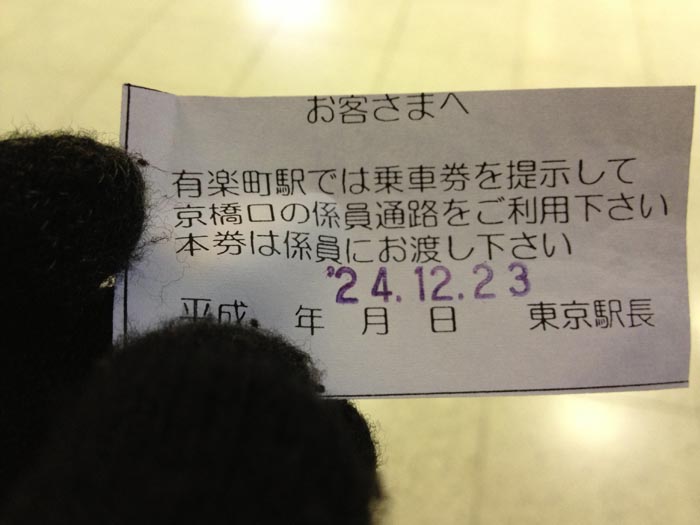 お客さまへ
有楽町駅では乗車券を提示して
京橋口の係員通路をご利用下さい
本券は係員にお渡し下さい
'24.12.23
平成 年 月 日 東京駅長